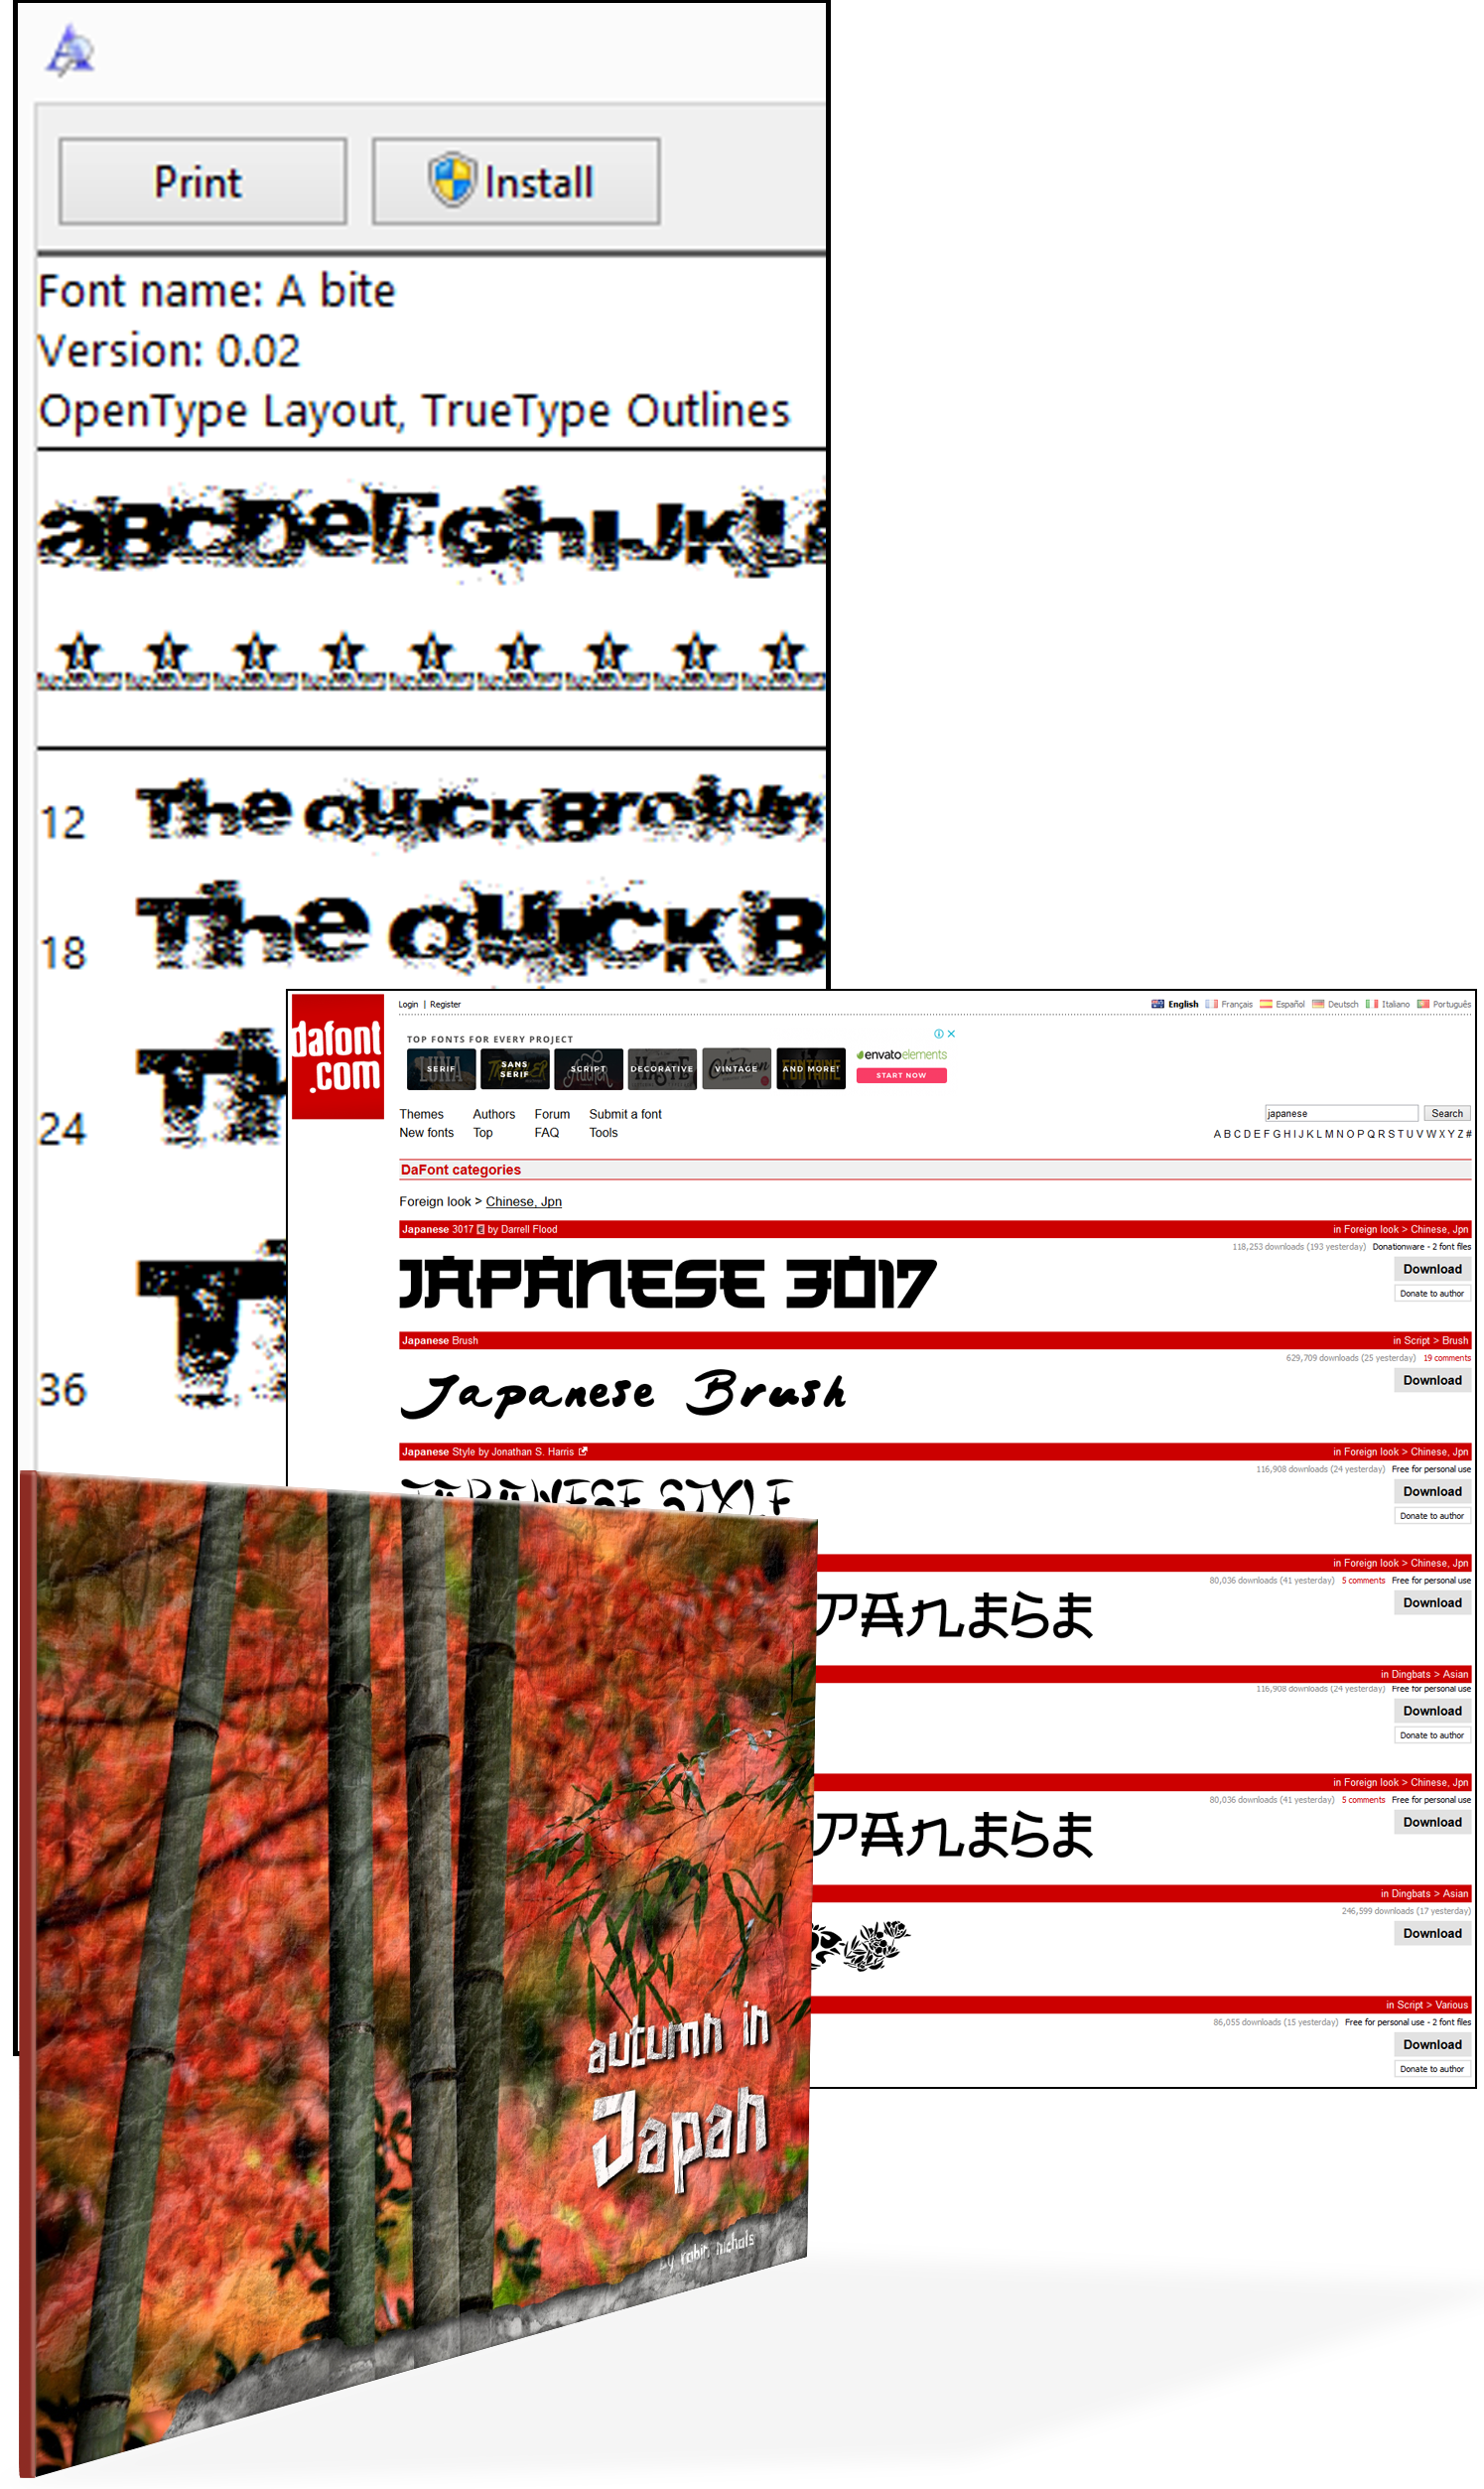 Print
Install
Font name: A bite
Version: 0.02
OpenType Layout, TrueType Outlines
aBcDeFghIJKL
12 The quick Brown
18 The quick B
24 Th
36 T
dafont
.com
Login | Register
English Français Español Deutsch Italiano Português
TOP FONTS FOR EVERY PROJECT
SERIF
SANS SERIF
SCRIPT
DECORATIVE
VINTAGE
AND MORE!
envatoelements
START NOW
Themes Authors Forum Submit a font
New fonts Top FAQ Tools
japanese Search
A B C D E F G H I J K L M N O P Q R S T U V W X Y Z #
DaFont categories
Foreign look > Chinese, Jpn
Japanese 3017 € by Darrell Flood in Foreign look > Chinese, Jpn
118,253 downloads (193 yesterday) Donationware - 2 font files
JAPANESE 3017
Download
Donate to author
Japanese Brush in Script > Brush
629,709 downloads (25 yesterday) 19 comments
Japanese Brush
Download
Japanese Style by Jonathan S. Harris in Foreign look > Chinese, Jpn
116,908 downloads (24 yesterday) Free for personal use
JAPANESE STYLE
Download
Donate to author
in Foreign look > Chinese, Jpn
80,036 downloads (41 yesterday) 5 comments Free for personal use
Download
in Dingbats > Asian
116,908 downloads (24 yesterday) Free for personal use
Download
Donate to author
in Foreign look > Chinese, Jpn
80,036 downloads (41 yesterday) 5 comments Free for personal use
Download
in Dingbats > Asian
246,599 downloads (17 yesterday)
Download
in Script > Various
86,055 downloads (15 yesterday) Free for personal use - 2 font files
Download
Donate to author
autumn in
Japan
by robin nichols